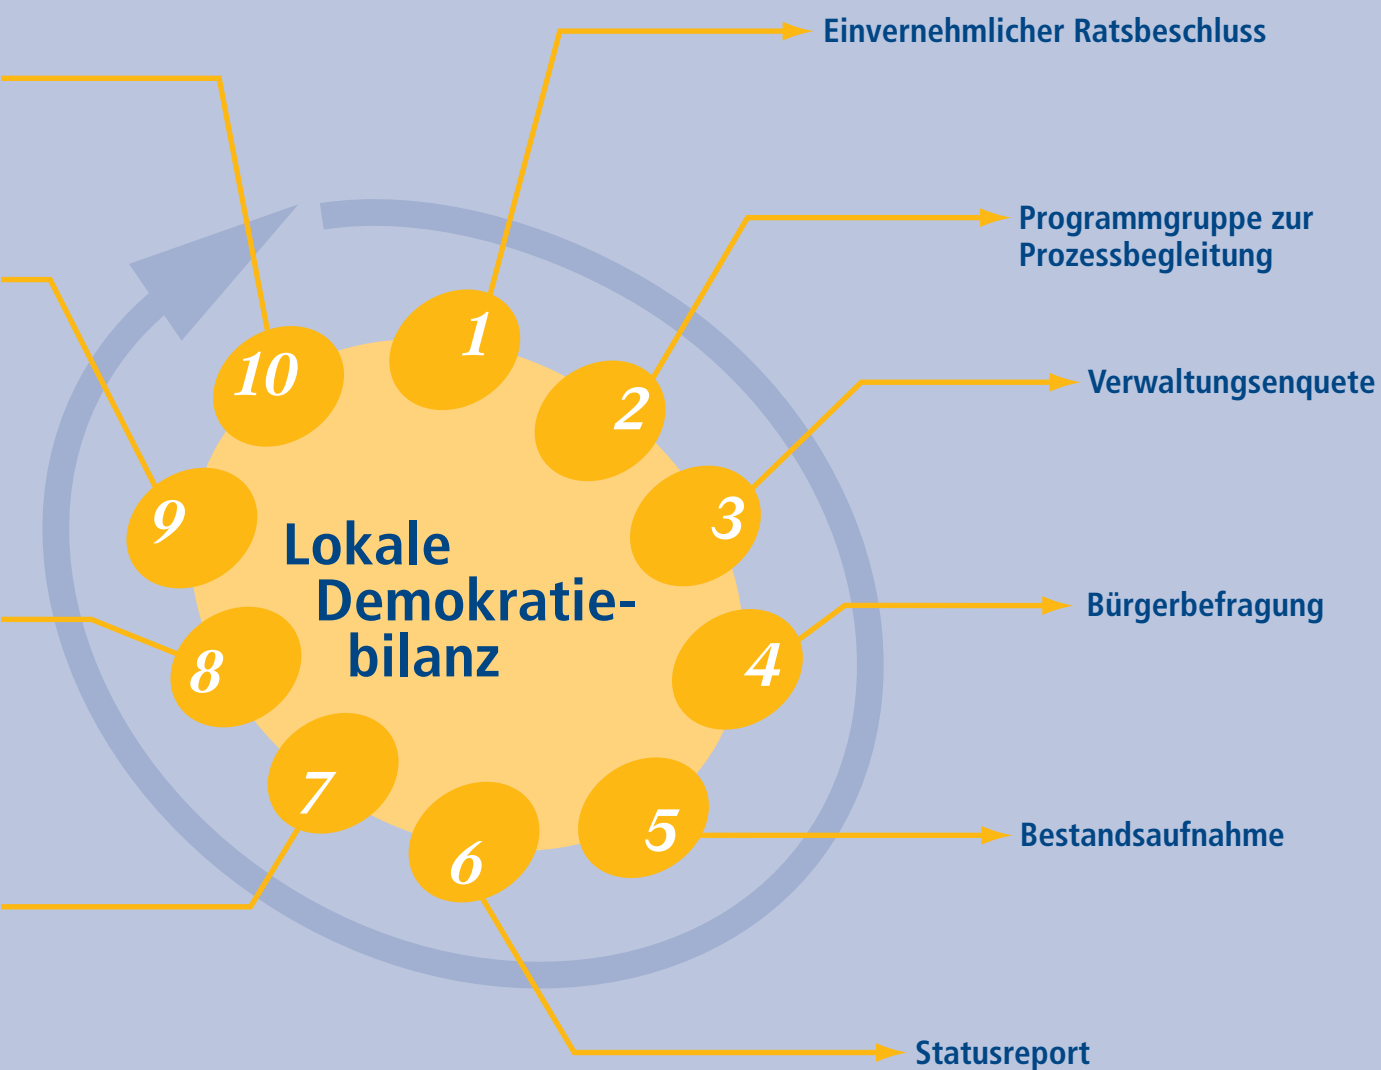 Einvernehmlicher Ratsbeschluss
Programmgruppe zur
Prozessbegleitung
Verwaltungsenquete
Bürgerbefragung
Bestandsaufnahme
Statusreport
1
2
3
4
5
6
7
8
9
10
Lokale
Demokratie-
bilanz